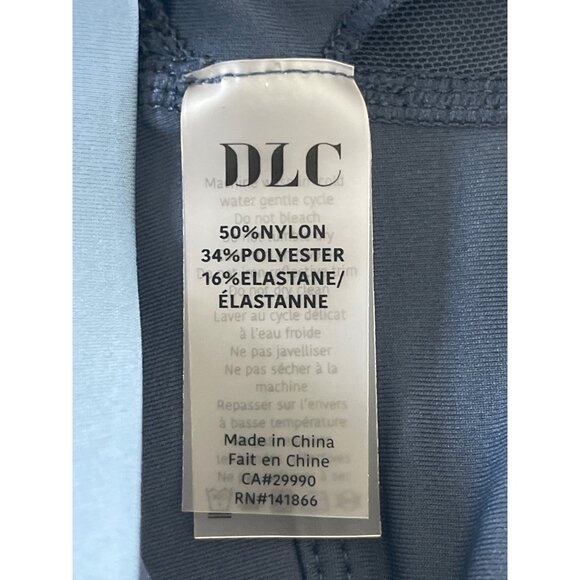 DLC
water gentle cycle
Do not bleach
50%NYLON
34%POLYESTER
16%ELASTANE/
ÉLASTANNE
Do not dry clean
Laver au cycle délicat
à l'eau froide
Ne pas javelliser
Ne pas sécher à la
machine
Repasser sur l'envers
à basse température
Made in China
Fait en Chine
CA#29990
RN#141866